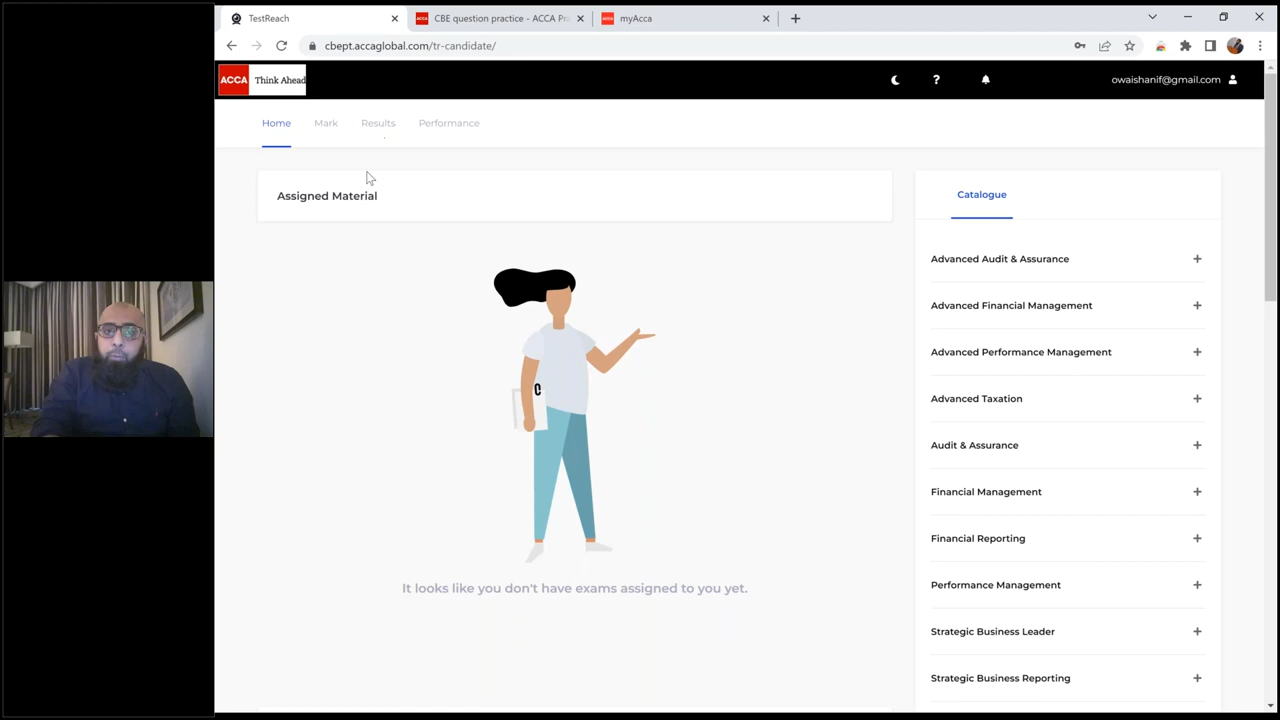 TestReach
CBE question practice - ACCA Pr
myAcca
cbept.accaglobal.com/tr-candidate/
ACCA Think Ahead
?
owaishanif@gmail.com
Home Mark Results Performance
Assigned Material
It looks like you don't have exams assigned to you yet.
Catalogue
Advanced Audit & Assurance
Advanced Financial Management
Advanced Performance Management
Advanced Taxation
Audit & Assurance
Financial Management
Financial Reporting
Performance Management
Strategic Business Leader
Strategic Business Reporting